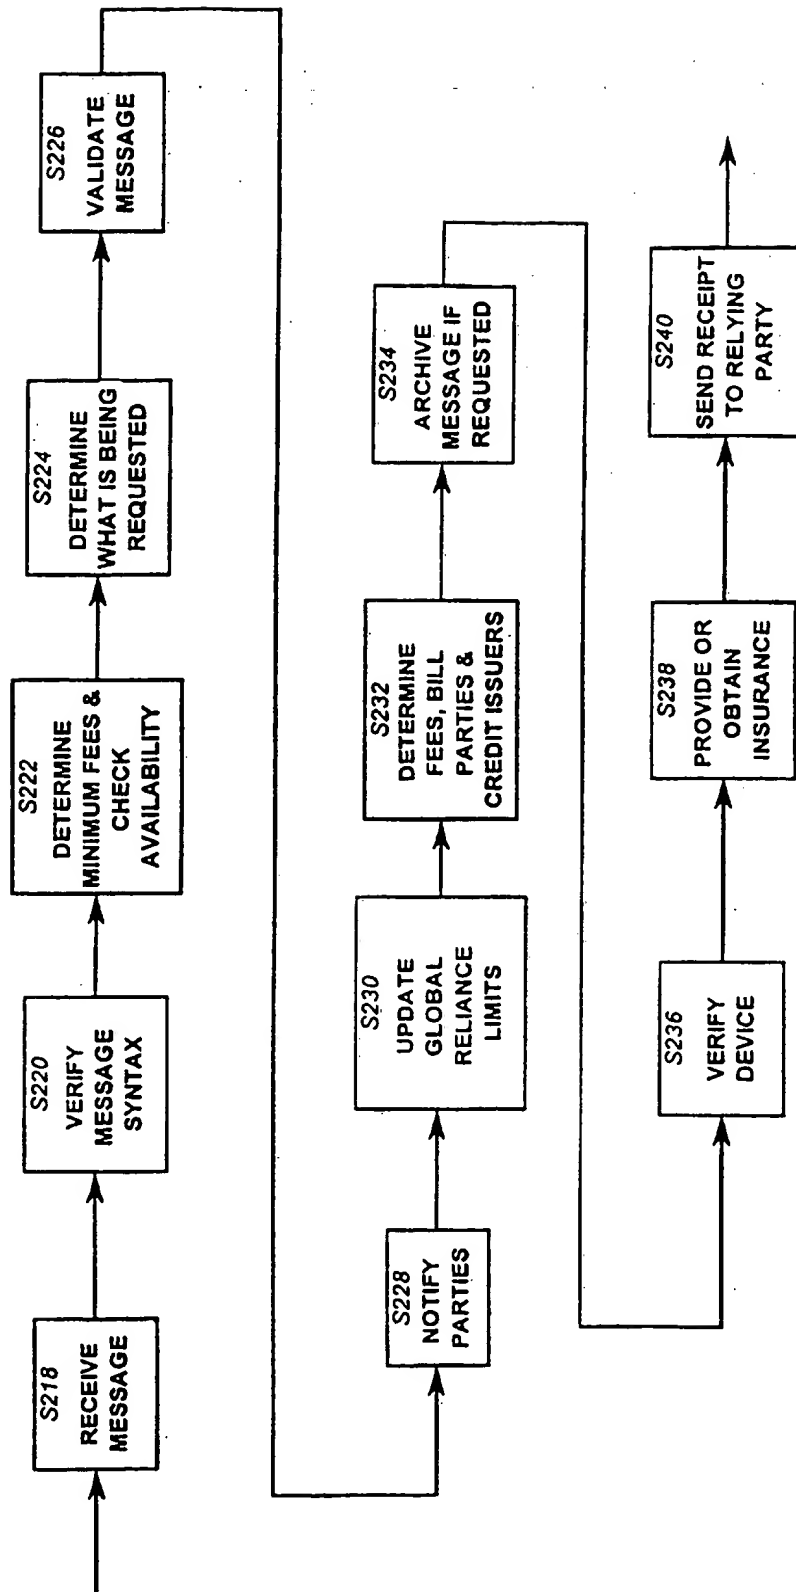 S218
RECEIVE
MESSAGE
S220
VERIFY
MESSAGE
SYNTAX
S222
DETERMINE
MINIMUM FEES &
CHECK
AVAILABILITY
S224
DETERMINE
WHAT IS BEING
REQUESTED
S226
VALIDATE
MESSAGE
S228
NOTIFY
PARTIES
S230
UPDATE
GLOBAL
RELIANCE
LIMITS
S232
DETERMINE
FEES, BILL
PARTIES &
CREDIT ISSUERS
S234
ARCHIVE
MESSAGE IF
REQUESTED
S236
VERIFY
DEVICE
S238
PROVIDE OR
OBTAIN
INSURANCE
S240
SEND RECEIPT
TO RELYING
PARTY